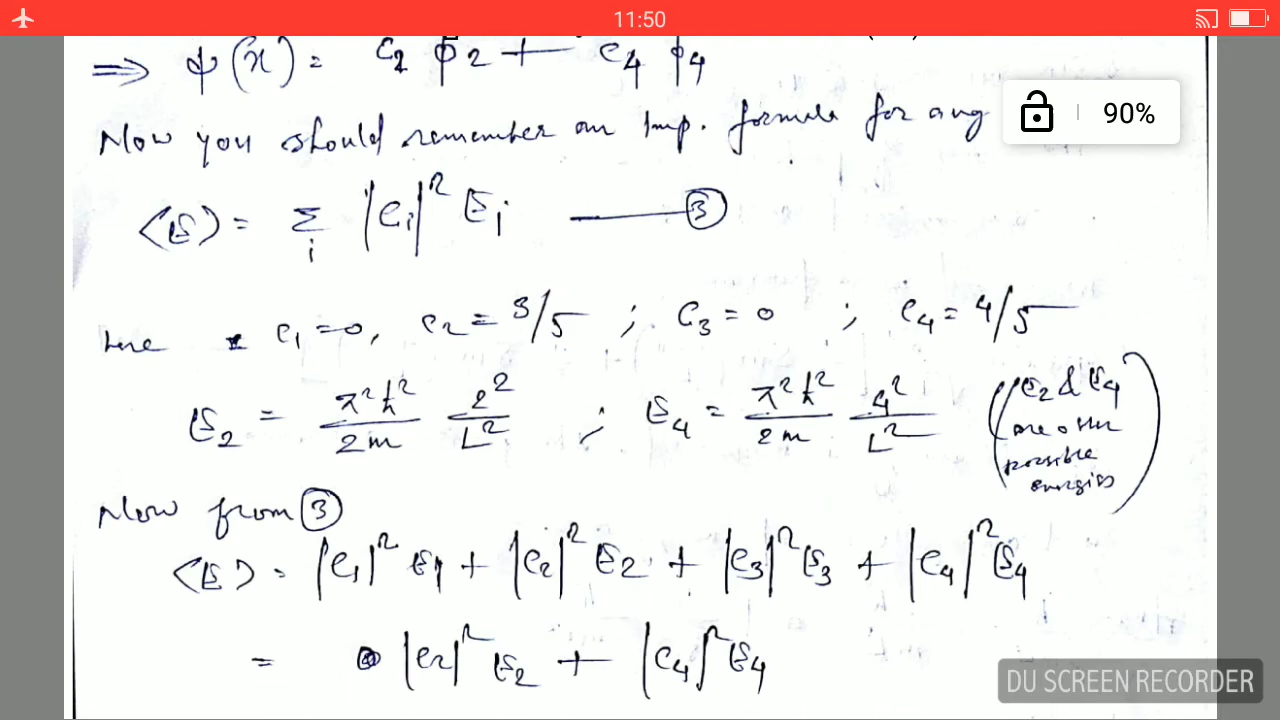 11:50
⟹ ψ(x) = c₂ φ₂ + c₄ φ₄
Now you should remember an Imp. formula for avg
90%
⟨E⟩ = Σᵢ |cᵢ|² Eᵢ —— ③
here c₁ = 0, c₂ = 3/5 ; c₃ = 0 ; c₄ = 4/5
E₂ = π²ħ²/2m 2²/L² ; E₄ = π²ħ²/2m 4²/L²
(E₂ & E₄
are
possible
energies)
Now from ③
⟨E⟩ = |c₁|² E₁ + |c₂|² E₂ + |c₃|² E₃ + |c₄|² E₄
= |c₂|² E₂ + |c₄|² E₄
DU SCREEN RECORDER